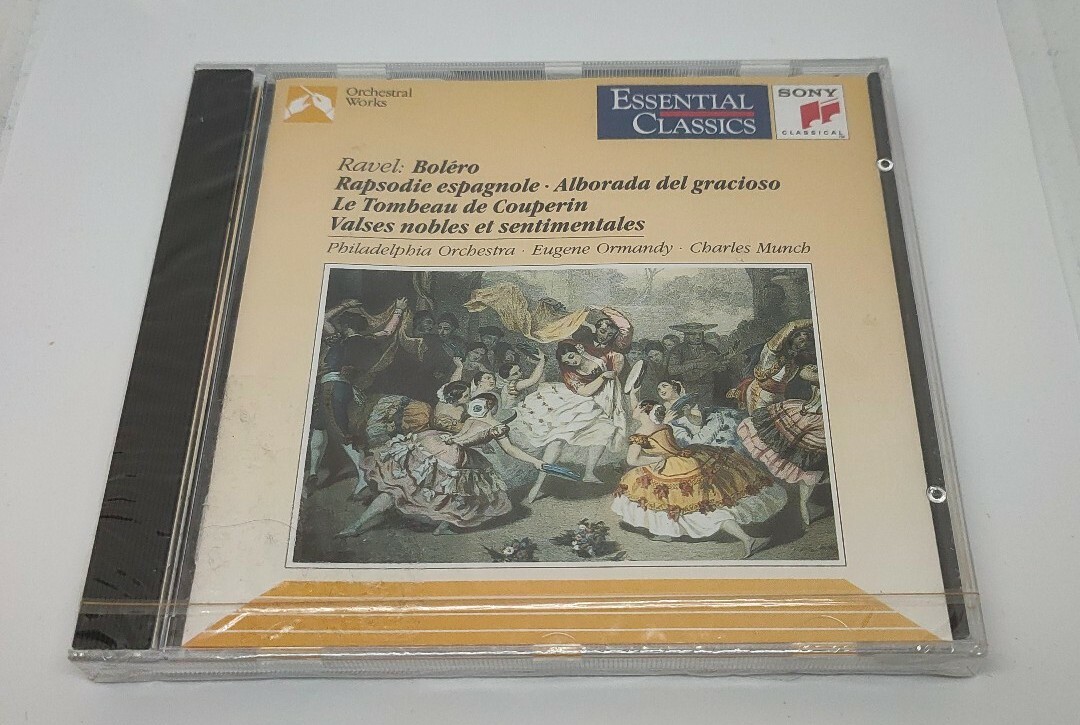 Orchestral
Works
ESSENTIAL
CLASSICS
SONY
CLASSICAL
Ravel: Boléro
Rapsodie espagnole · Alborada del gracioso
Le Tombeau de Couperin
Valses nobles et sentimentales
Philadelphia Orchestra · Eugene Ormandy · Charles Munch